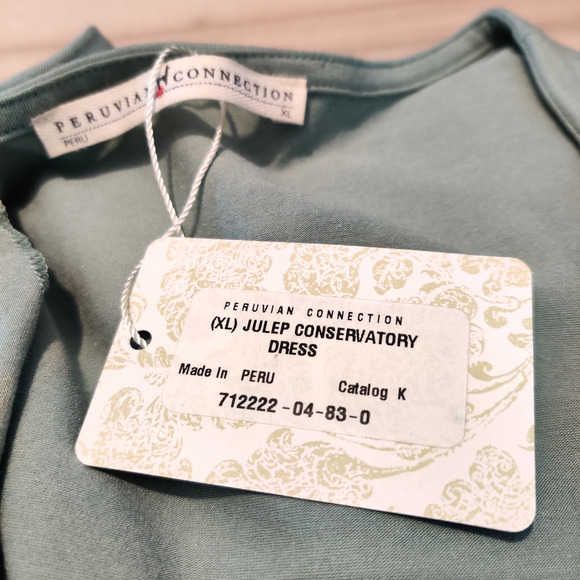 PERUVIAN CONNECTION
PERU
XL
PERUVIAN CONNECTION
(XL) JULEP CONSERVATORY
DRESS
Made In PERU Catalog K
712222-04-83-0